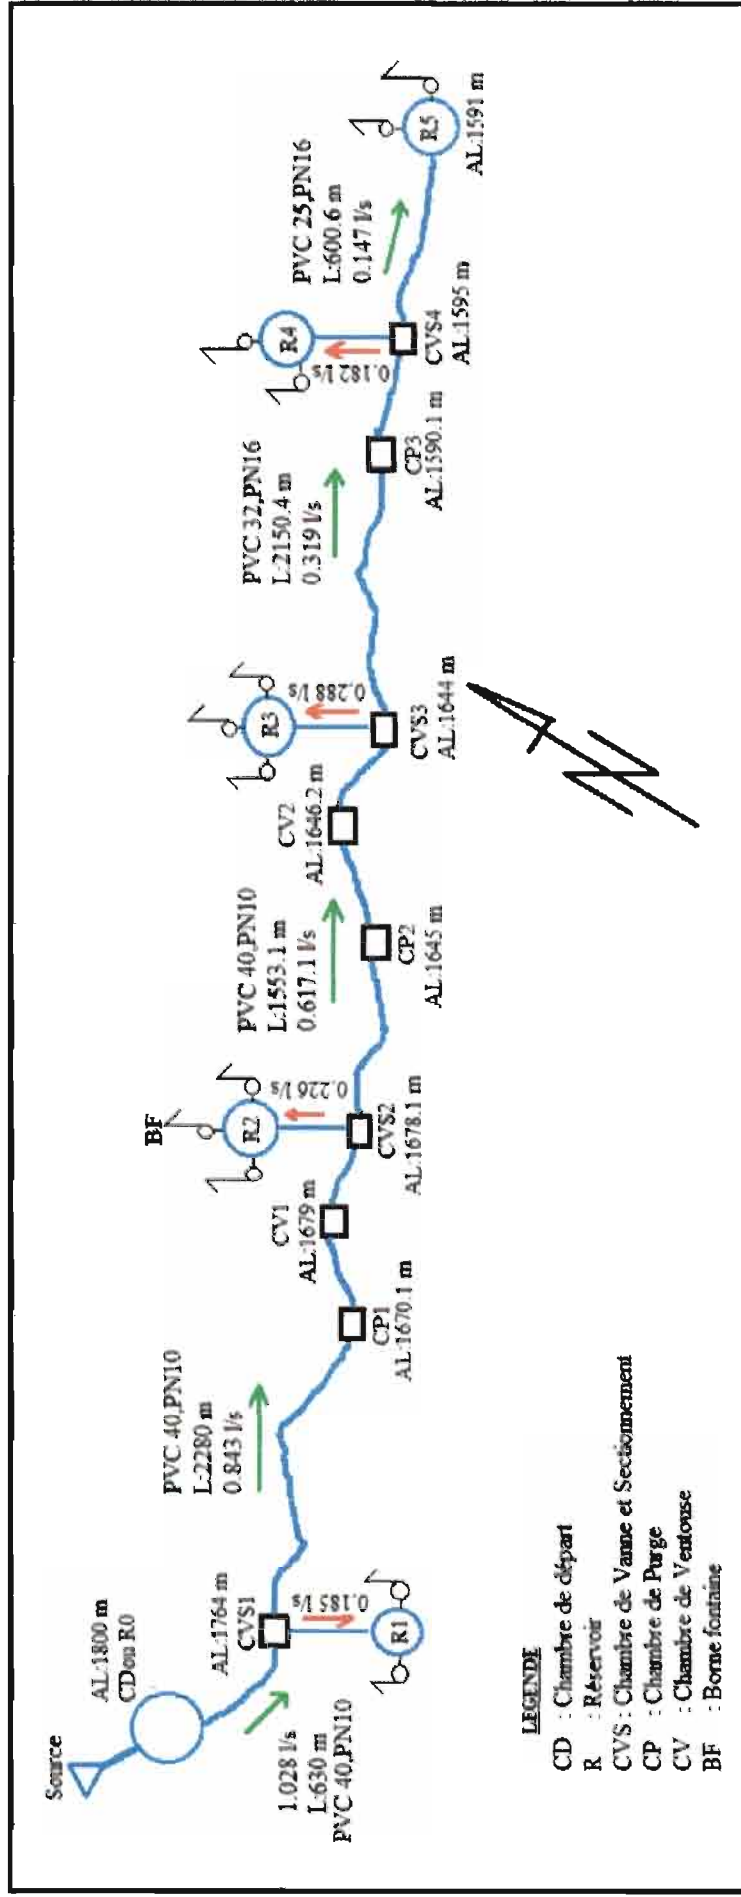 Source
AL:1800 m
CDou R0
1.028 l/s
L:630 m
PVC 40,PN10
AL:1764 m
CVS1
0.185 l/s
R1
PVC 40,PN10
L:2280 m
0.843 l/s
CP1
AL:1670.1 m
CV1
AL:1679 m
BF
R2
0.226 l/s
CVS2
AL:1678.1 m
PVC 40,PN10
L:1553.1 m
0.617.1 l/s
CP2
AL:1645 m
CV2
AL:1646.2 m
R3
0.288 l/s
CVS3
AL:1644 m
PVC 32,PN16
L:2150.4 m
0.319 l/s
CP3
AL:1590.1 m
R4
0.182 l/s
CVS4
AL:1595 m
PVC 25,PN16
L:600.6 m
0.147 l/s
R5
AL:1591 m
LEGENDE
CD : Chambre de départ
R : Réservoir
CVS : Chambre de Vanne et Sectionnement
CP : Chambre de Purge
CV : Chambre de Ventouse
BF : Borne fontaine